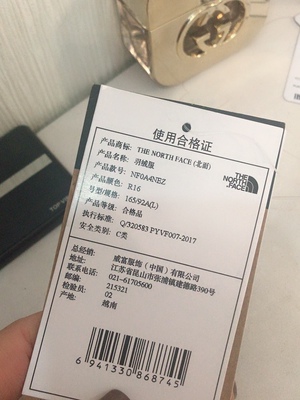 使用合格证
产品商标: THE NORTH FACE (北面)
产品名称: 羽绒服
产品款号: NF0A4NEZ
产品颜色: R16
号型/规格: 165/92A(L)
产品等级: 合格品
执行标准: Q/320583 PYVF007-2017
安全类别: C类
THE
NORTH
FACE
总经销: 威富服饰（中国）有限公司
地址: 江苏省昆山市张浦镇建德路390号
联系电话: 021-61705600
邮编: 215321
检验员: 02
产地: 越南
6 941330 868745